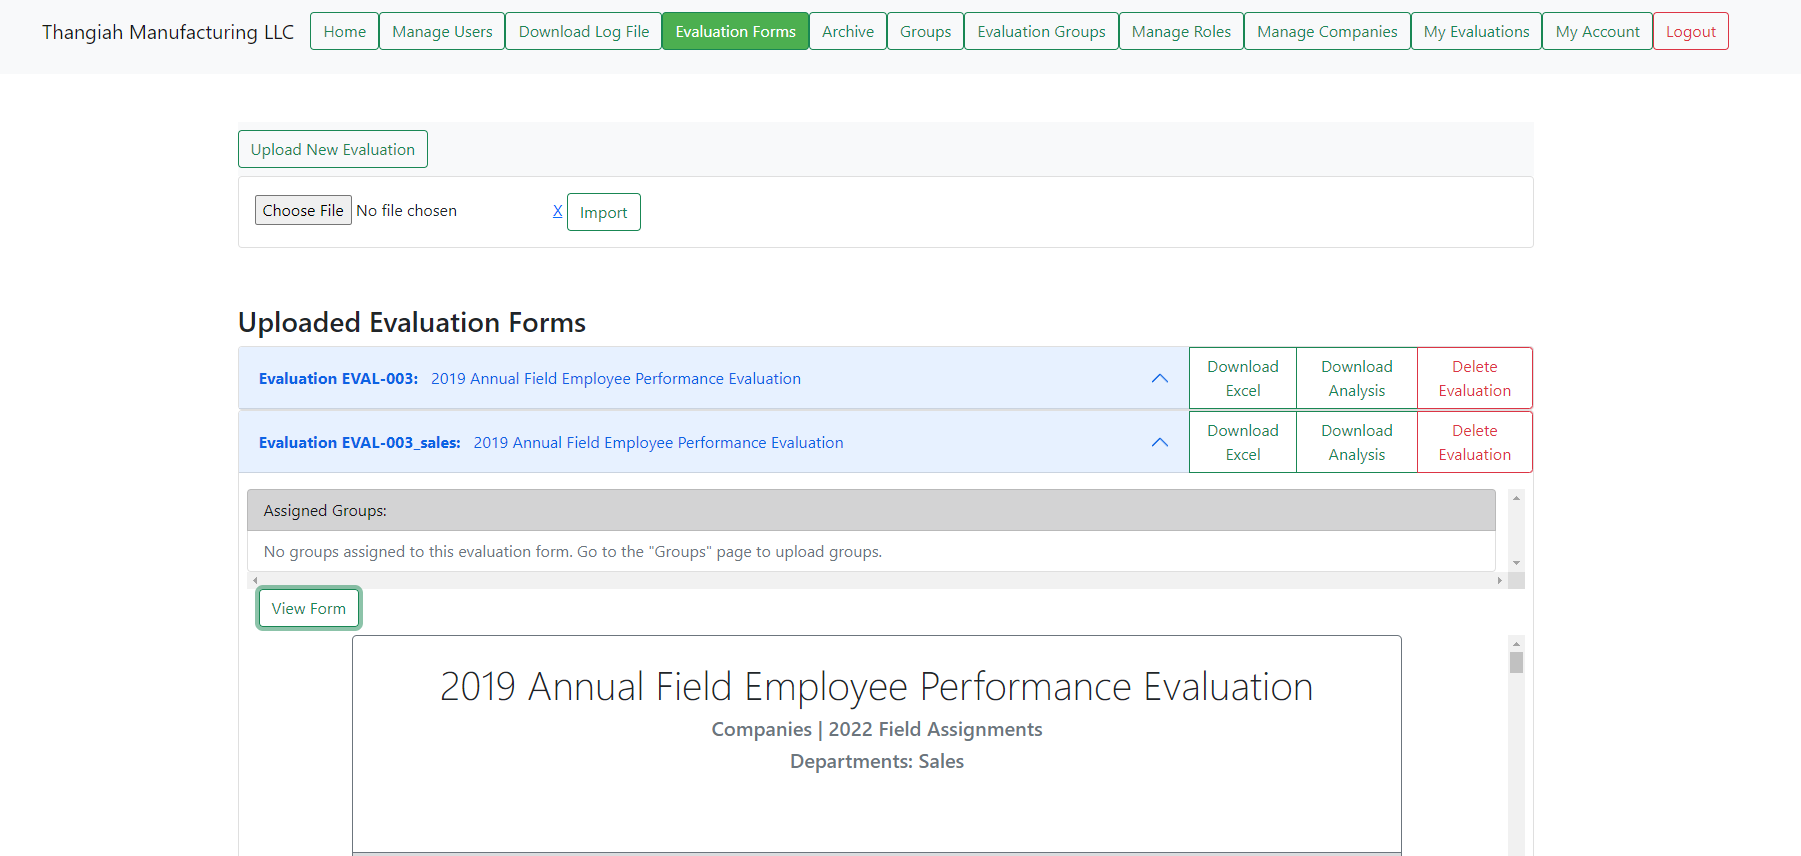 Thangiah Manufacturing LLC Home Manage Users Download Log File Evaluation Forms Archive Groups Evaluation Groups Manage Roles Manage Companies My Evaluations My Account Logout
Upload New Evaluation
Choose File No file chosen X Import
Uploaded Evaluation Forms
Evaluation EVAL-003: 2019 Annual Field Employee Performance Evaluation
Download Excel
Download Analysis
Delete Evaluation
Evaluation EVAL-003_sales: 2019 Annual Field Employee Performance Evaluation
Download Excel
Download Analysis
Delete Evaluation
Assigned Groups:
No groups assigned to this evaluation form. Go to the "Groups" page to upload groups.
View Form
2019 Annual Field Employee Performance Evaluation
Companies | 2022 Field Assignments
Departments: Sales